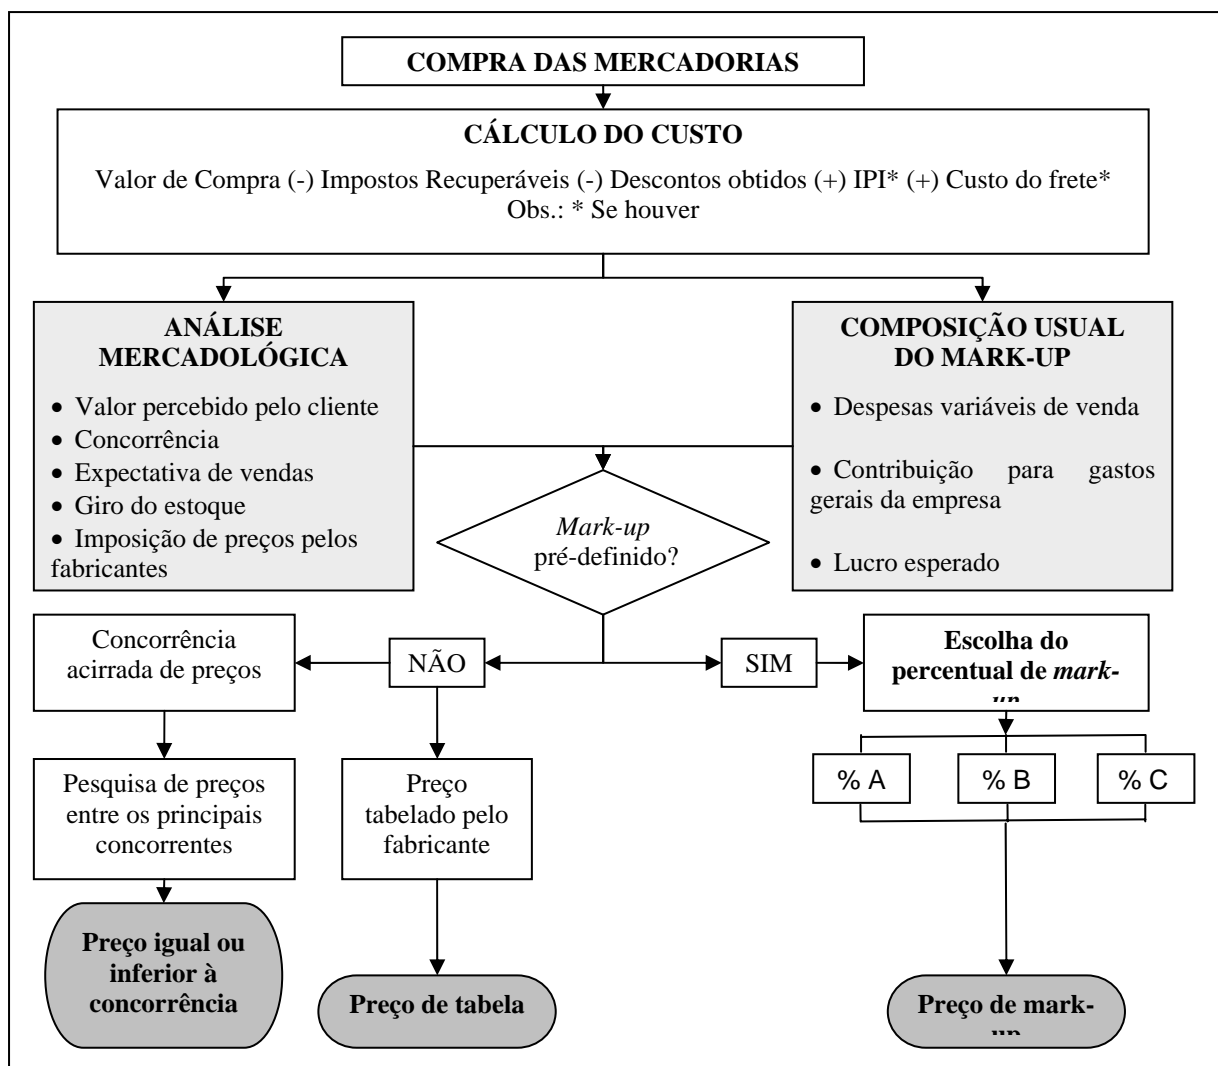 COMPRA DAS MERCADORIAS
CÁLCULO DO CUSTO
Valor de Compra (-) Impostos Recuperáveis (-) Descontos obtidos (+) IPI* (+) Custo do frete*
Obs.: * Se houver
ANÁLISE
MERCADOLÓGICA
• Valor percebido pelo cliente
• Concorrência
• Expectativa de vendas
• Giro do estoque
• Imposição de preços pelos
fabricantes
COMPOSIÇÃO USUAL
DO MARK-UP
• Despesas variáveis de venda
• Contribuição para gastos
gerais da empresa
• Lucro esperado
Mark-up
pré-definido?
Concorrência
acirrada de preços
NÃO
SIM
Escolha do
percentual de mark-
up
Pesquisa de preços
entre os principais
concorrentes
Preço
tabelado pelo
fabricante
% A
% B
% C
Preço igual ou
inferior à
concorrência
Preço de tabela
Preço de mark-
up